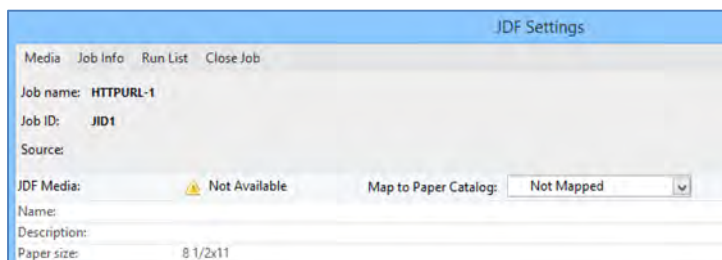 JDF Settings
Media Job Info Run List Close Job
Job name: HTTPURL-1
Job ID: JID1
Source:
JDF Media: Not Available Map to Paper Catalog: Not Mapped
Name:
Description:
Paper size: 8 1/2x11